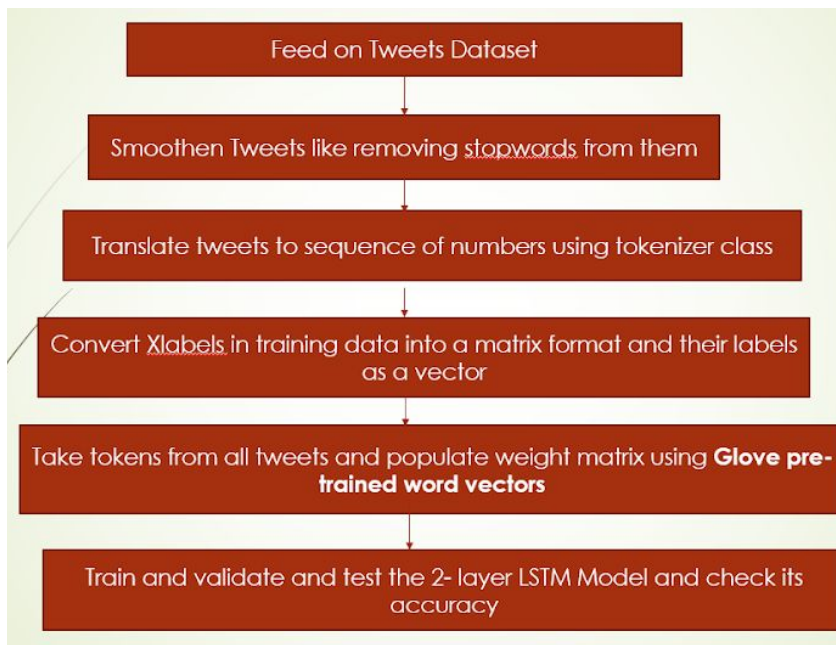 Feed on Tweets Dataset
Smoothen Tweets like removing stopwords from them
Translate tweets to sequence of numbers using tokenizer class
Convert Xlabels in training data into a matrix format and their labels
as a vector
Take tokens from all tweets and populate weight matrix using Glove pre-
trained word vectors
Train and validate and test the 2- layer LSTM Model and check its
accuracy